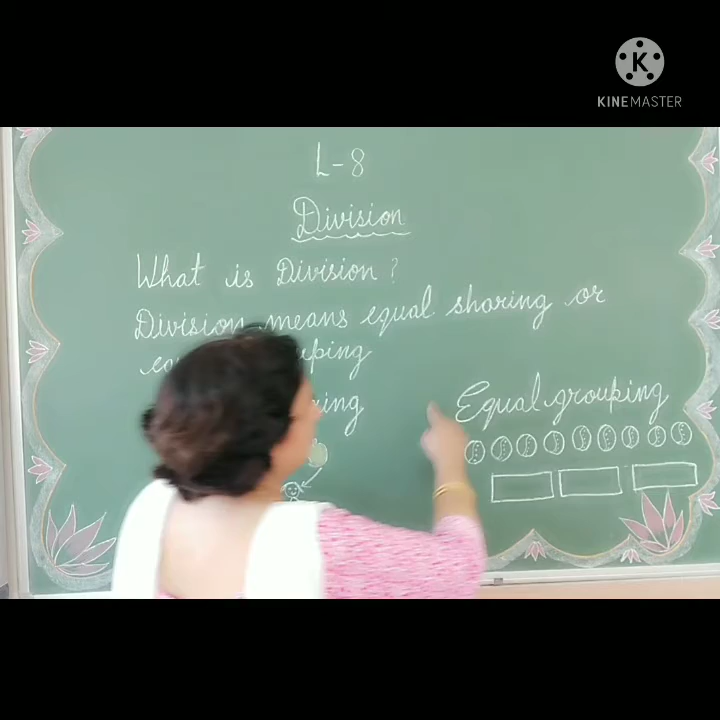 KINEMASTER
L-8
Division
What is Division?
Division means equal sharing or
Equal grouping